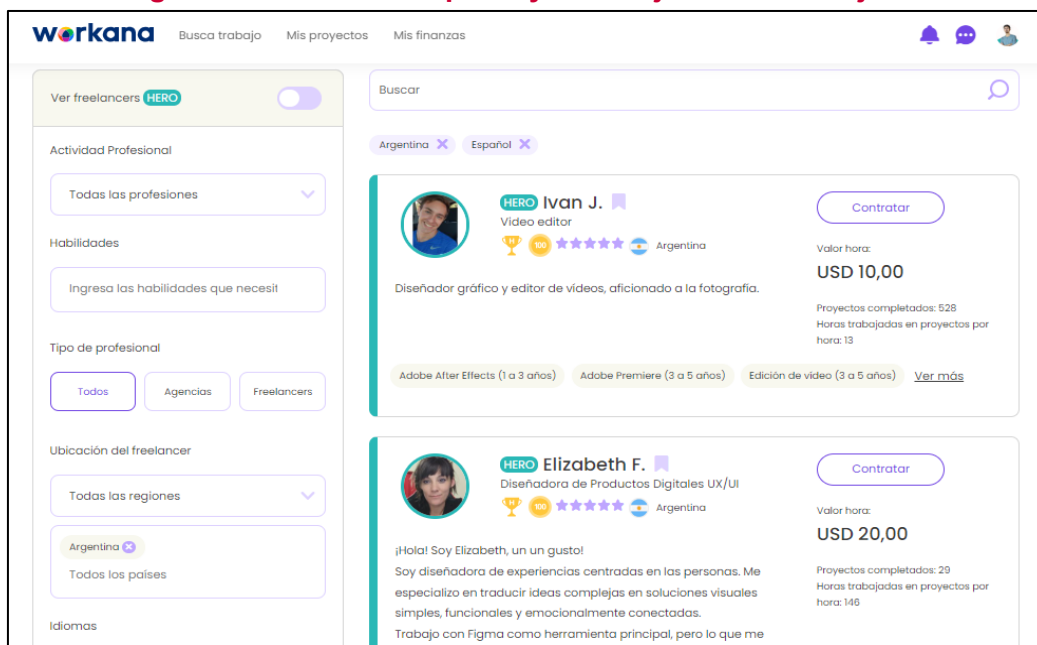 workana Busca trabajo Mis proyectos Mis finanzas
Ver freelancers HERO
Actividad Profesional
Todas las profesiones
Habilidades
Ingresa las habilidades que necesit
Tipo de profesional
Todos Agencias Freelancers
Ubicación del freelancer
Todas las regiones
Argentina
Todos los países
Idiomas
Buscar
Argentina Español
HERO Ivan J.
Video editor
H 100 Argentina
Diseñador gráfico y editor de vídeos, aficionado a la fotografía.
Contratar
Valor hora:
USD 10,00
Proyectos completados: 528
Horas trabajadas en proyectos por
hora: 13
Adobe After Effects (1 a 3 años) Adobe Premiere (3 a 5 años) Edición de video (3 a 5 años) Ver más
HERO Elizabeth F.
Diseñadora de Productos Digitales UX/UI
H 100 Argentina
¡Hola! Soy Elizabeth, un un gusto!
Soy diseñadora de experiencias centradas en las personas. Me
especializo en traducir ideas complejas en soluciones visuales
simples, funcionales y emocionalmente conectadas.
Trabajo con Figma como herramienta principal, pero lo que me
Contratar
Valor hora:
USD 20,00
Proyectos completados: 29
Horas trabajadas en proyectos por
hora: 146